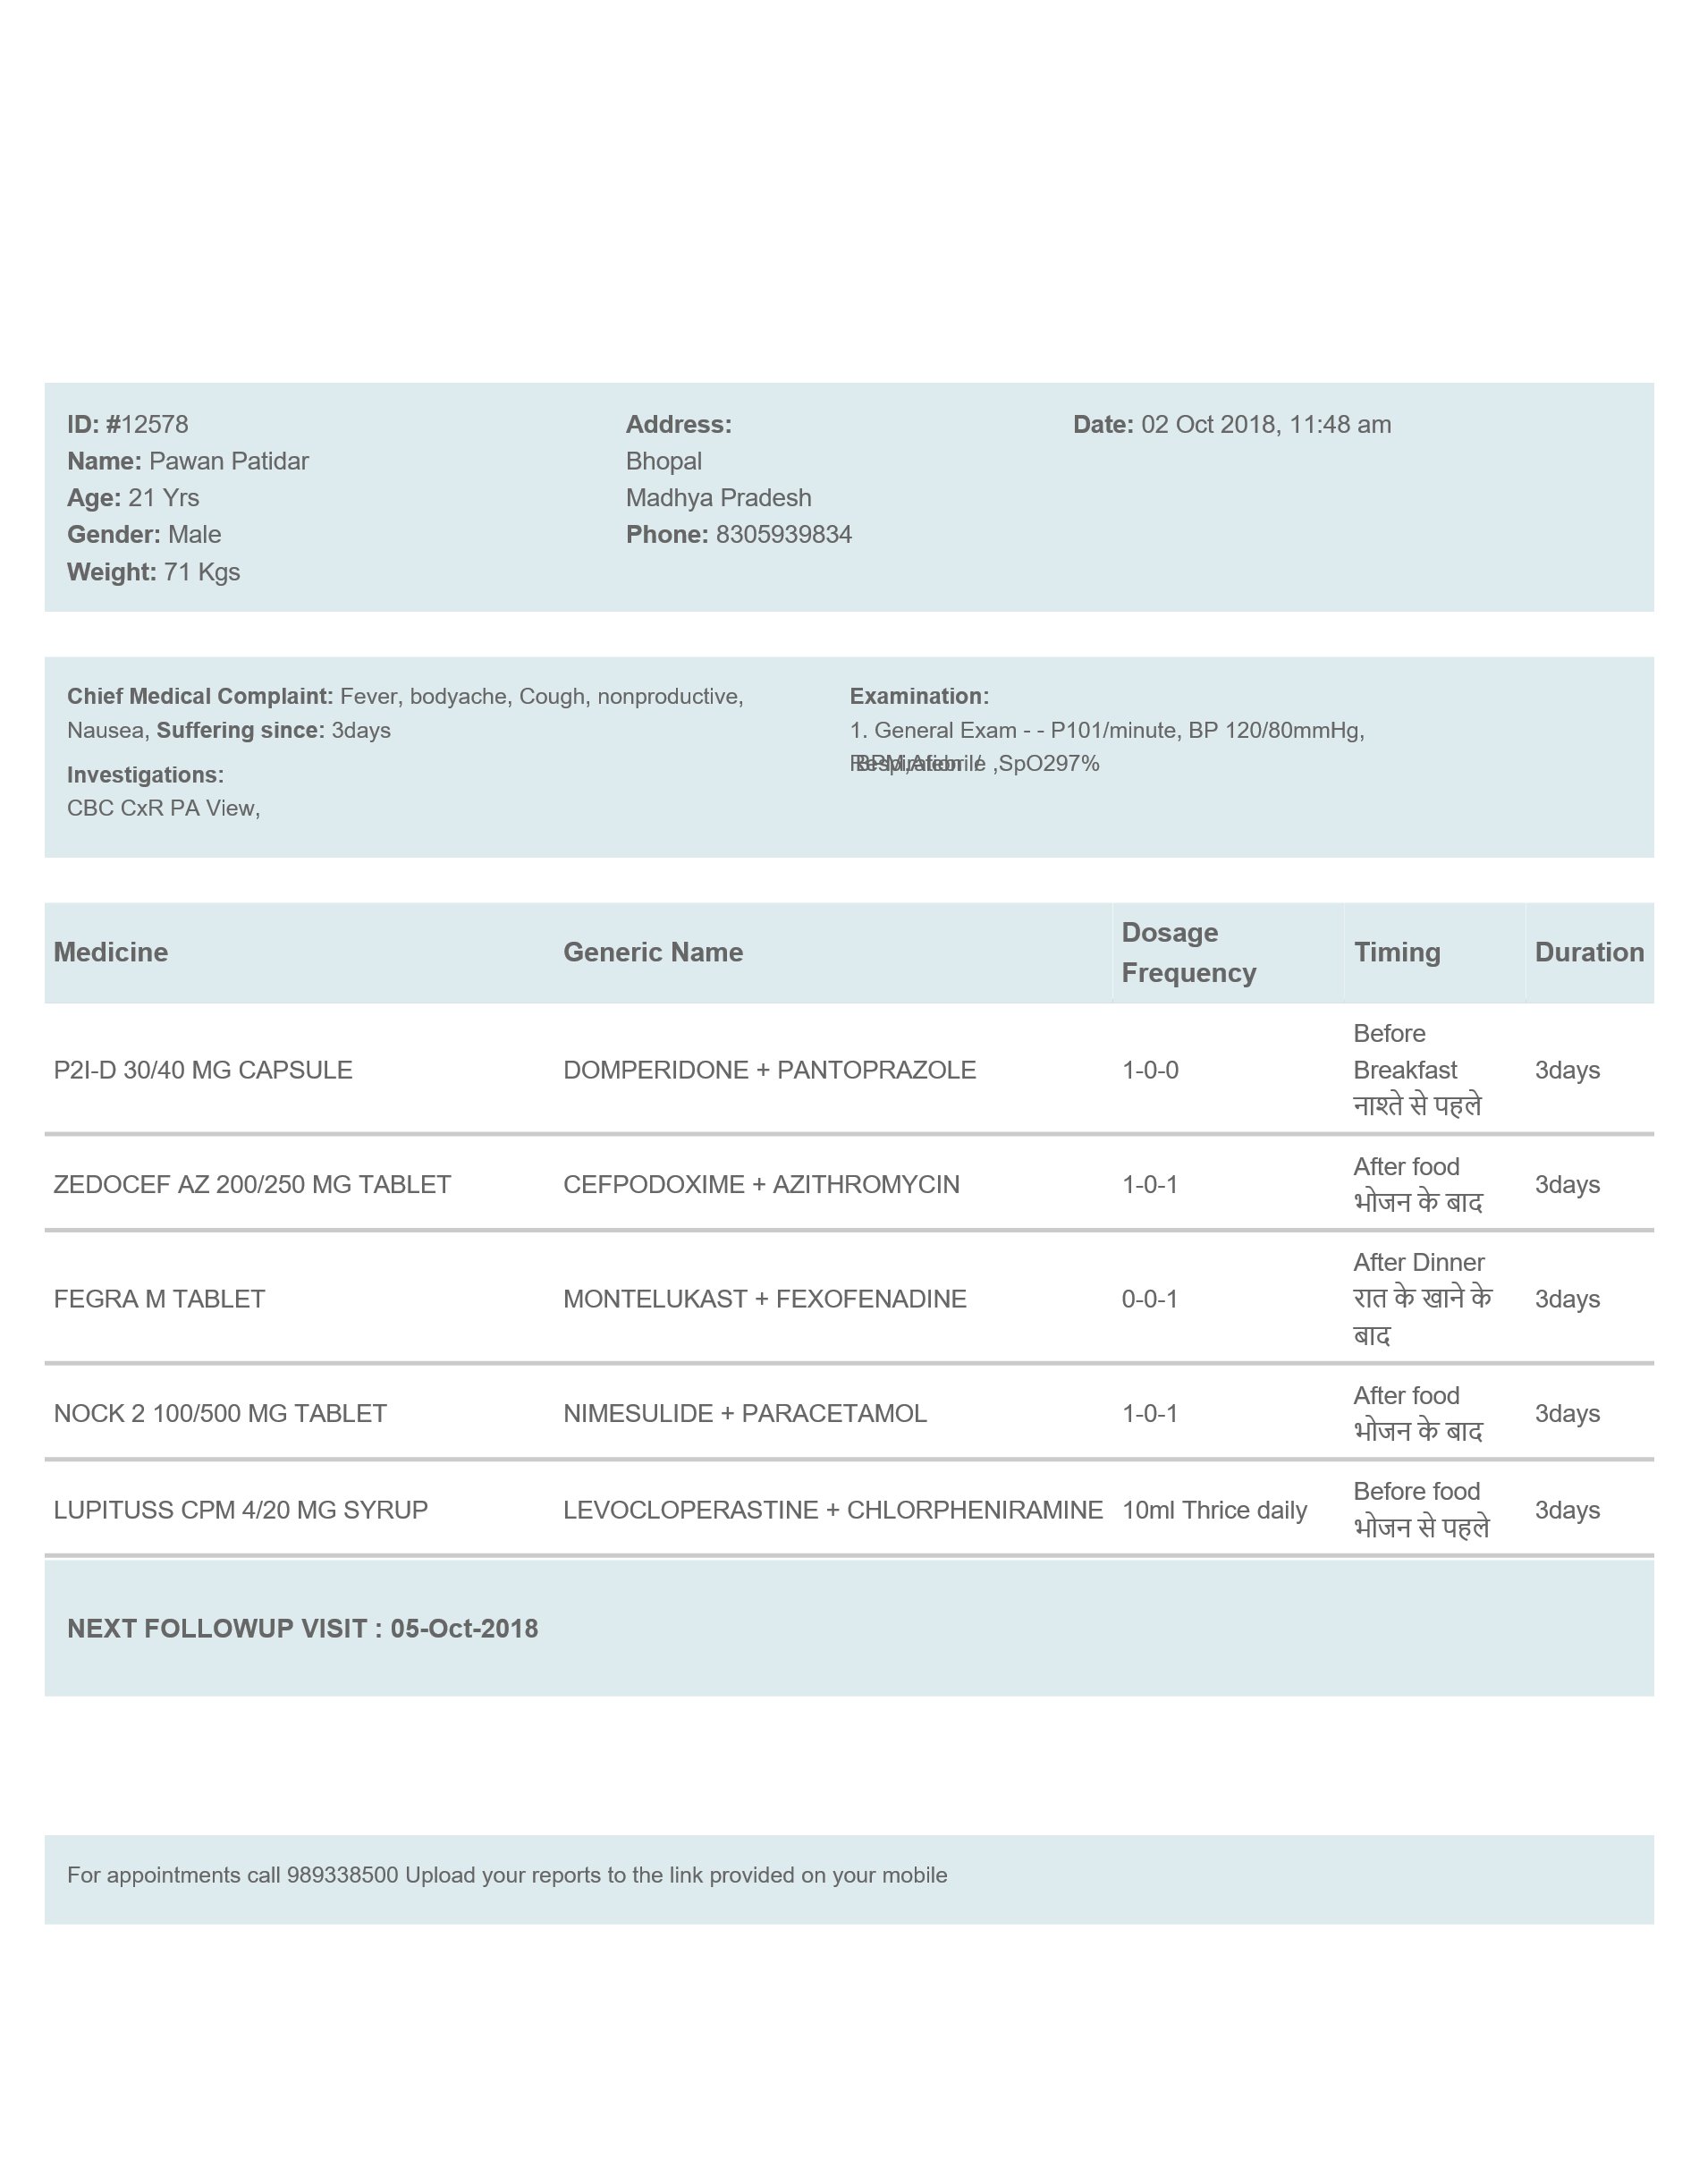 ID: #12578
Name: Pawan Patidar
Age: 21 Yrs
Gender: Male
Weight: 71 Kgs
Address:
Bhopal
Madhya Pradesh
Phone: 8305939834
Date: 02 Oct 2018, 11:48 am
Chief Medical Complaint: Fever, bodyache, Cough, nonproductive,
Nausea, Suffering since: 3days
Investigations:
CBC CxR PA View,
Examination:
1. General Exam - - P101/minute, BP 120/80mmHg,
,SpO297%
Medicine Generic Name Dosage Frequency Timing Duration
P2I-D 30/40 MG CAPSULE DOMPERIDONE + PANTOPRAZOLE 1-0-0 Before Breakfast नाश्ते से पहले 3days
ZEDOCEF AZ 200/250 MG TABLET CEFPODOXIME + AZITHROMYCIN 1-0-1 After food भोजन के बाद 3days
FEGRA M TABLET MONTELUKAST + FEXOFENADINE 0-0-1 After Dinner रात के खाने के बाद 3days
NOCK 2 100/500 MG TABLET NIMESULIDE + PARACETAMOL 1-0-1 After food भोजन के बाद 3days
LUPITUSS CPM 4/20 MG SYRUP LEVOCLOPERASTINE + CHLORPHENIRAMINE 10ml Thrice daily Before food भोजन से पहले 3days
NEXT FOLLOWUP VISIT : 05-Oct-2018
For appointments call 989338500 Upload your reports to the link provided on your mobile